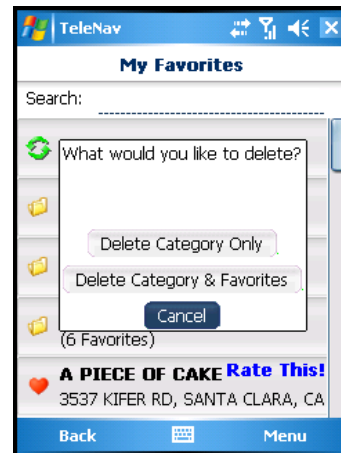 TeleNav
My Favorites
Search:
What would you like to delete?
Delete Category Only
Delete Category & Favorites
Cancel
(6 Favorites)
A PIECE OF CAKE Rate This!
3537 KIFER RD, SANTA CLARA, CA
Back Menu